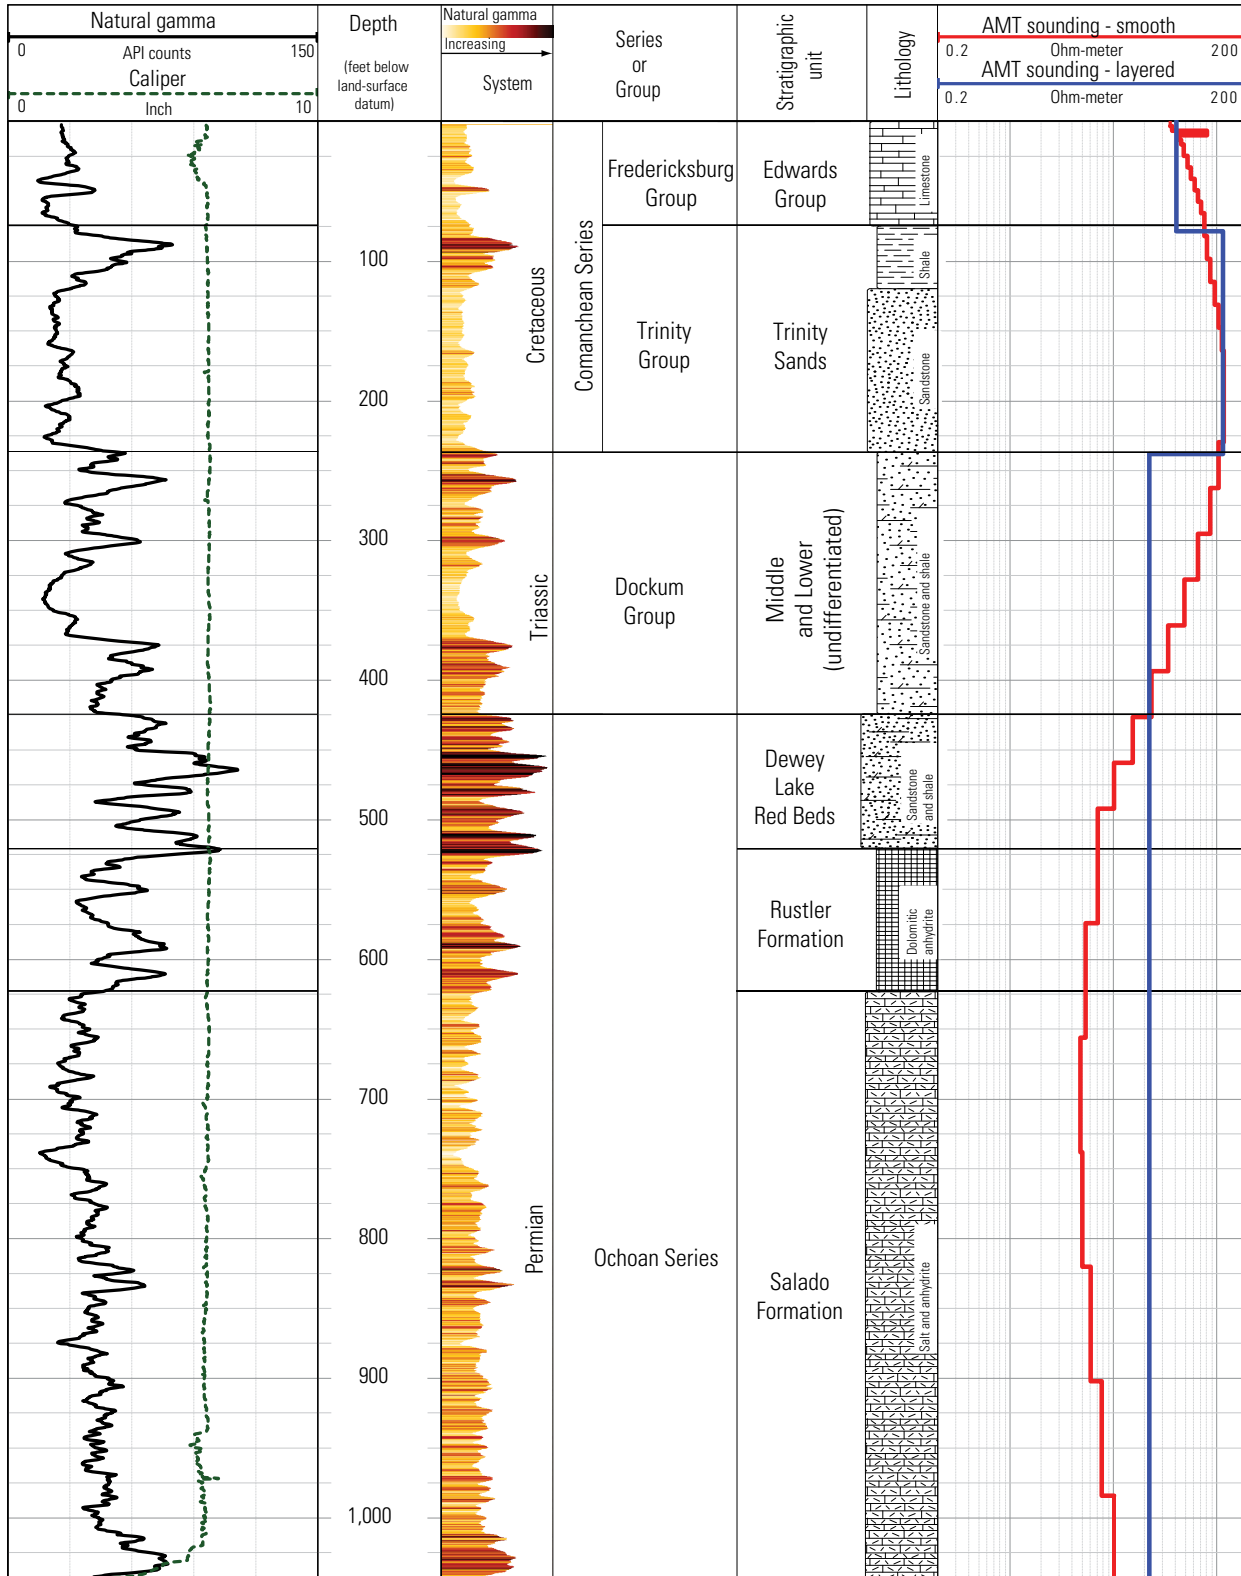 Natural gamma
0 API counts 150
Caliper
0 Inch 10
Depth
(feet below
land-surface
datum)
Natural gamma
Increasing
System
Series
or
Group
Stratigraphic
unit
Lithology
AMT sounding - smooth
0.2 Ohm-meter 200
AMT sounding - layered
0.2 Ohm-meter 200
100
200
300
400
500
600
700
800
900
1,000
Cretaceous
Triassic
Permian
Comanchean Series
Fredericksburg
Group
Trinity
Group
Dockum
Group
Ochoan Series
Edwards
Group
Trinity
Sands
Middle
and Lower
(undifferentiated)
Dewey
Lake
Red Beds
Rustler
Formation
Salado
Formation
Limestone
Shale
Sandstone
Sandstone and shale
Sandstone
and shale
Dolomitic
anhydrite
Salt and anhydrite